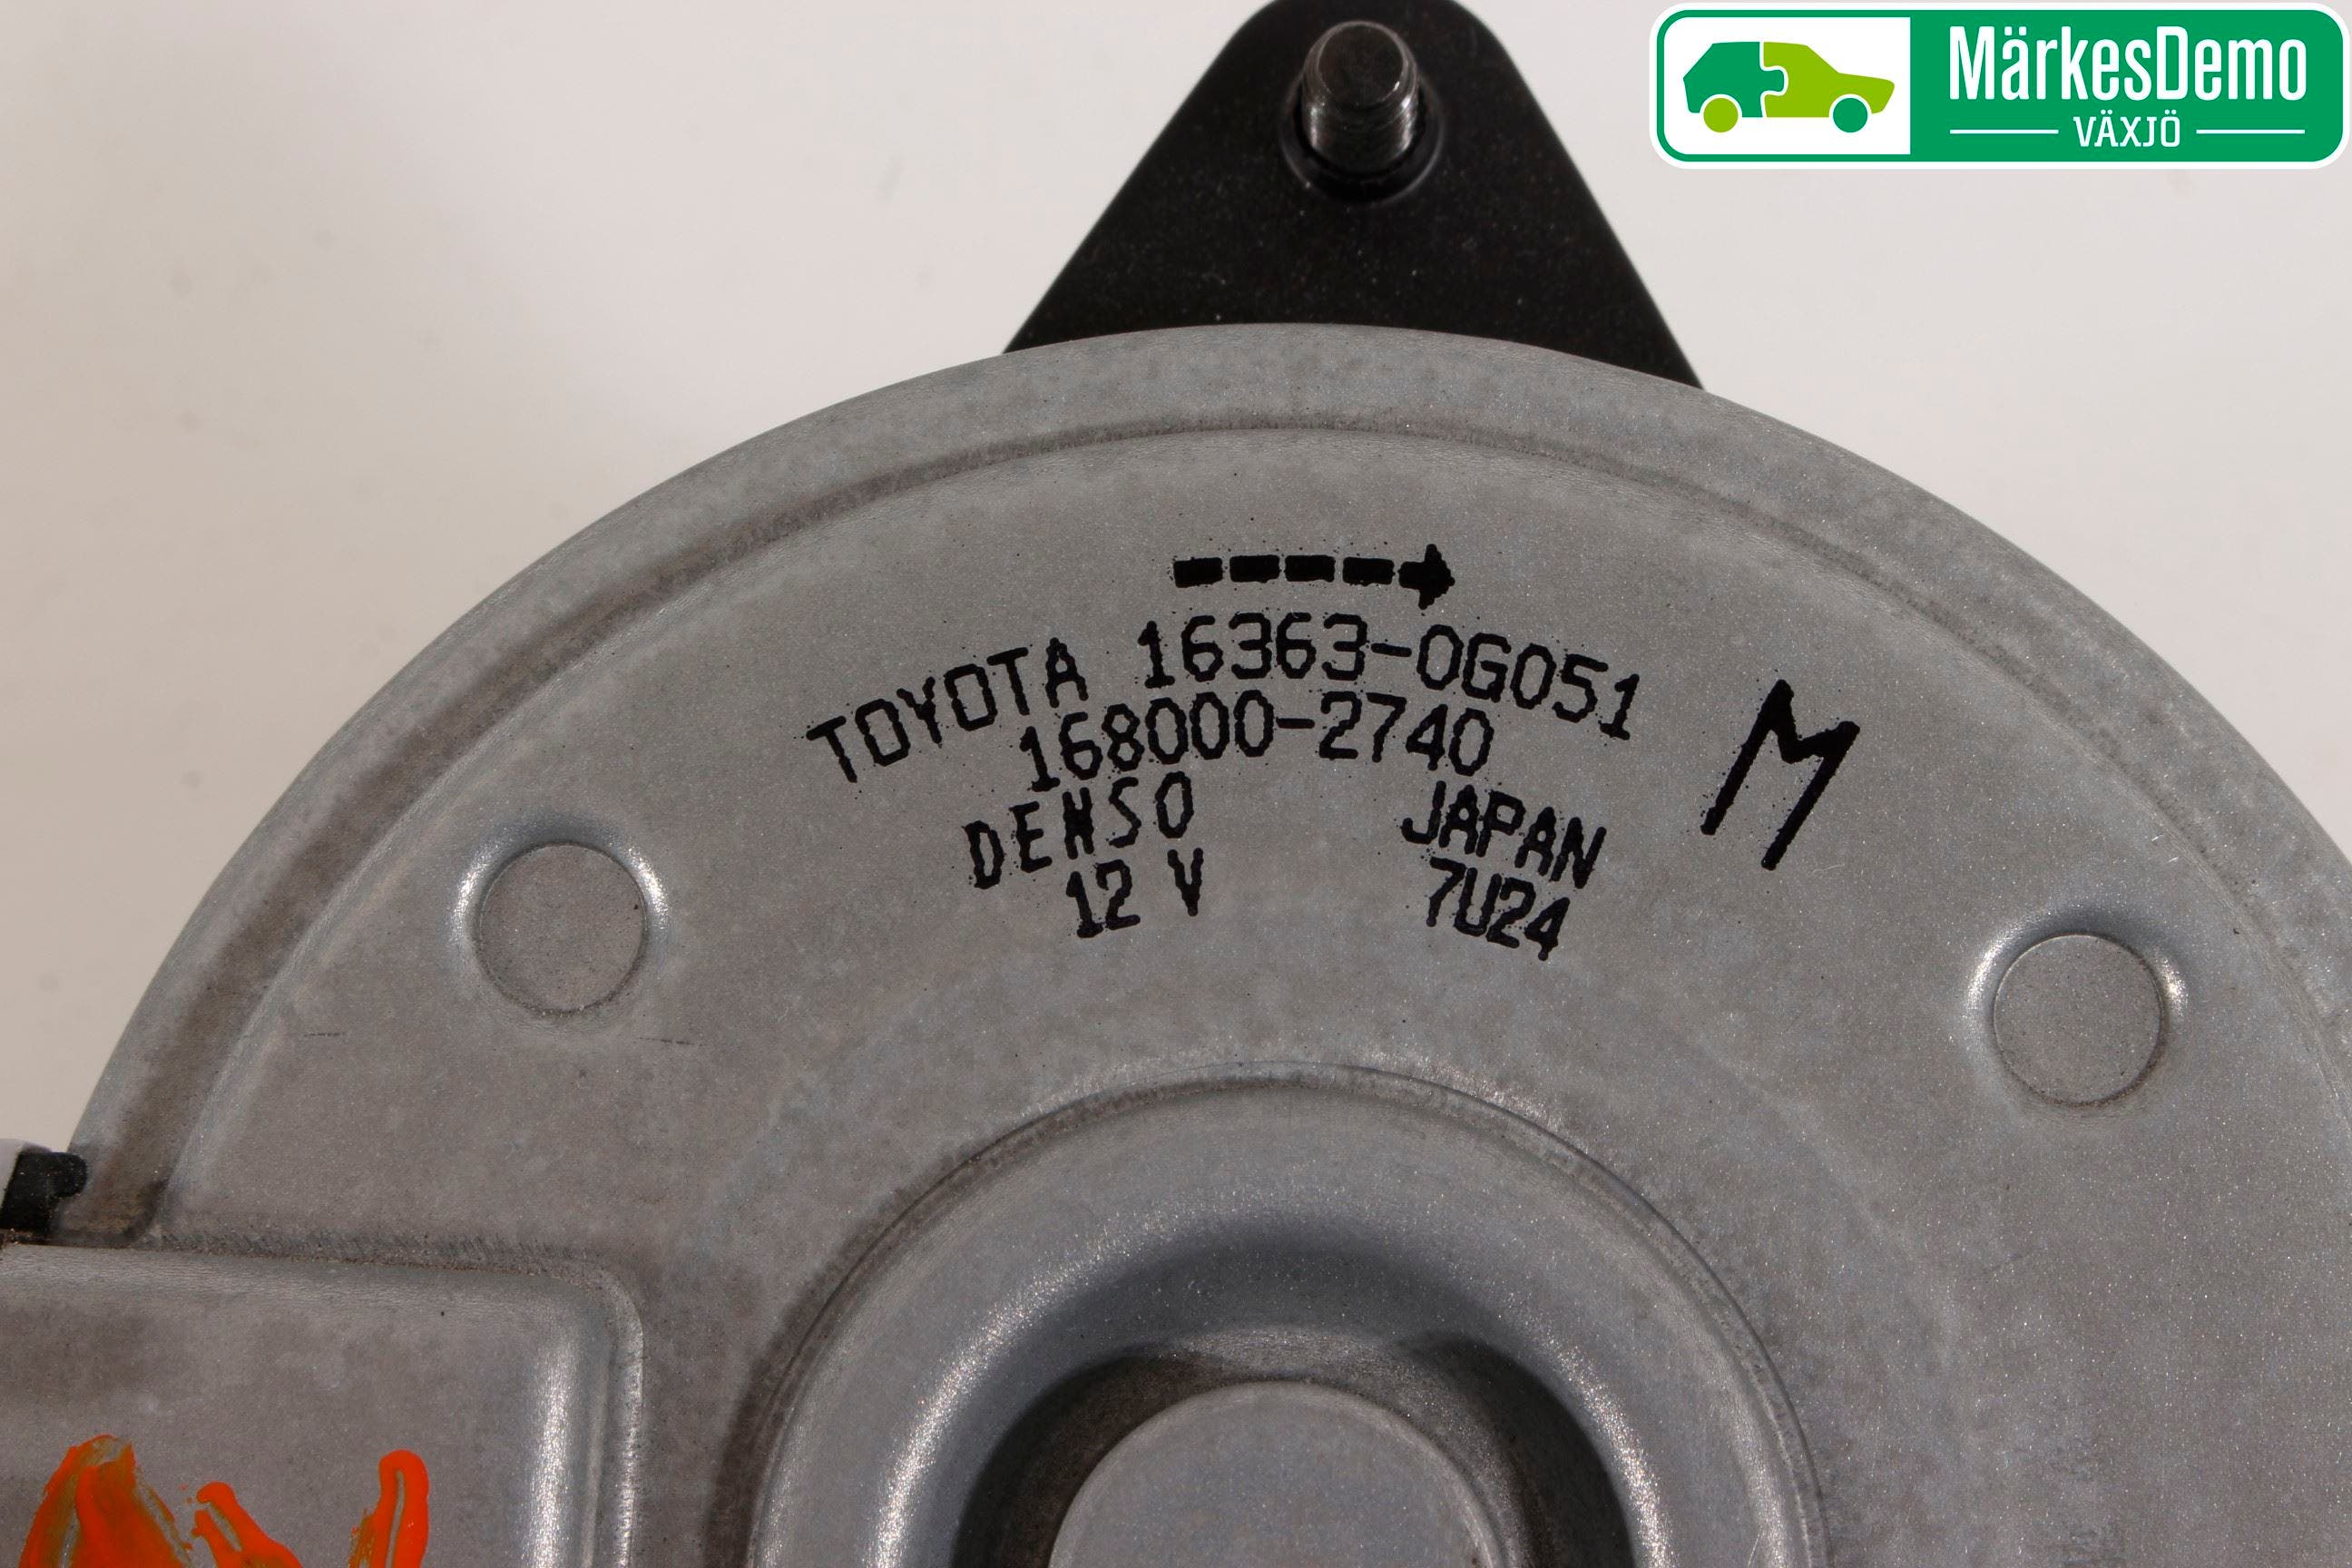 MärkesDemo
VÄXJÖ
TOYOTA 16363-0G051
168000-2740
DENSO JAPAN
12 V 7U24
M